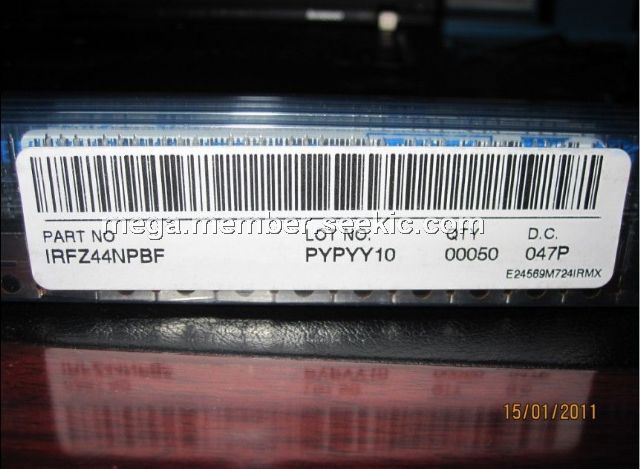 mega.member.seekic.com
PART NO LOT NO: QTY D.C.
IRFZ44NPBF PYPYY10 00050 047P
E24569M724IRMX
15/01/2011